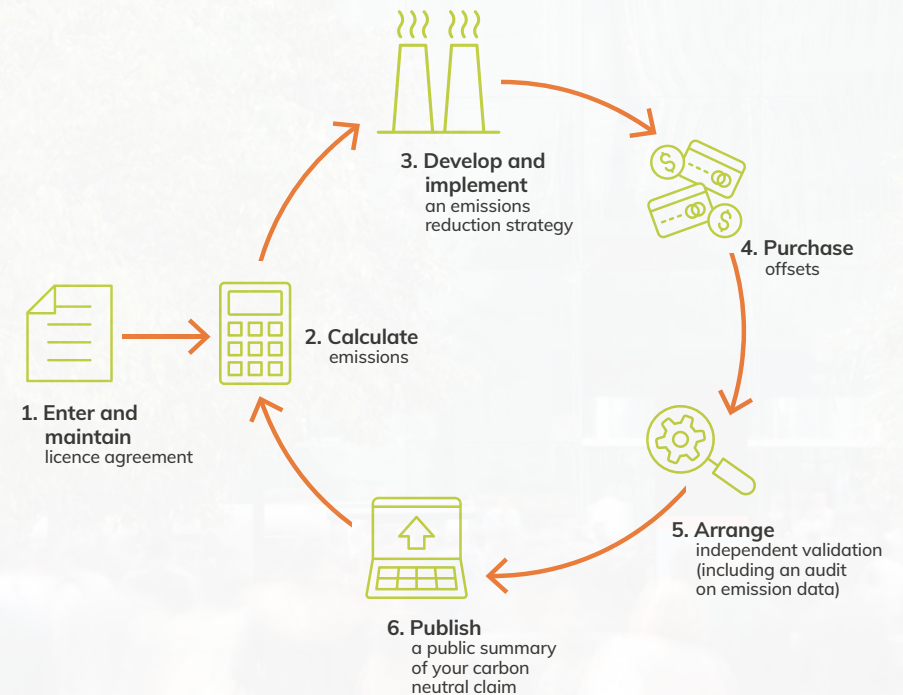 1. Enter and
maintain
licence agreement
2. Calculate
emissions
3. Develop and
implement
an emissions
reduction strategy
4. Purchase
offsets
5. Arrange
independent validation
(including an audit
on emission data)
6. Publish
a public summary
of your carbon
neutral claim